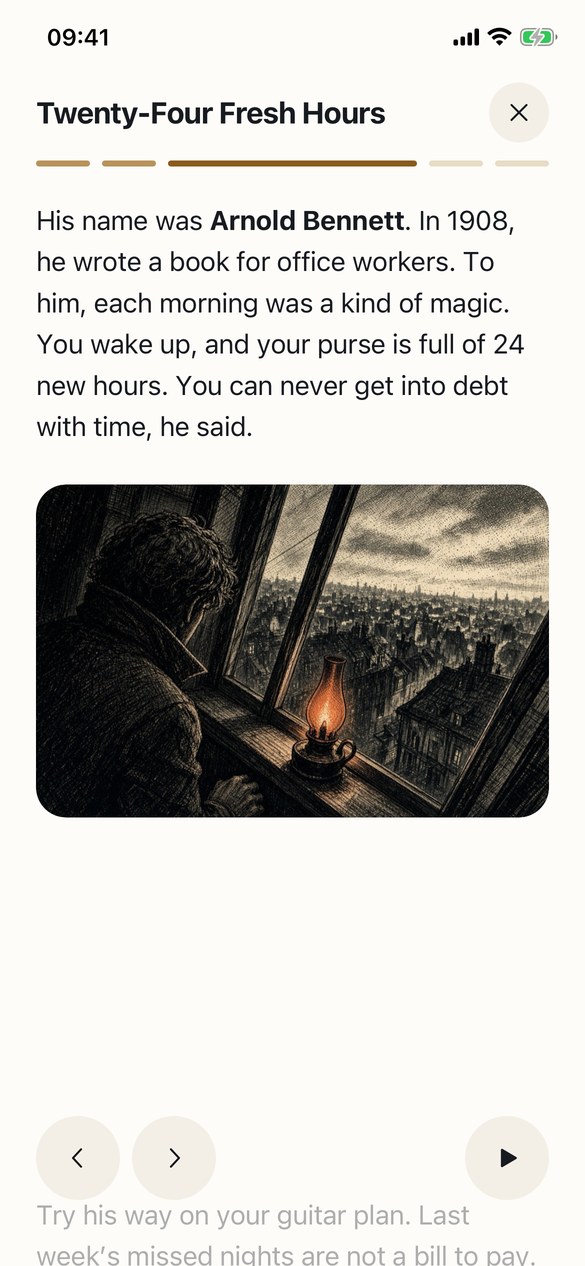 09:41
Twenty-Four Fresh Hours
His name was Arnold Bennett. In 1908,
he wrote a book for office workers. To
him, each morning was a kind of magic.
You wake up, and your purse is full of 24
new hours. You can never get into debt
with time, he said.
Try his way on your guitar plan. Last
week’s missed nights are not a bill to pay.